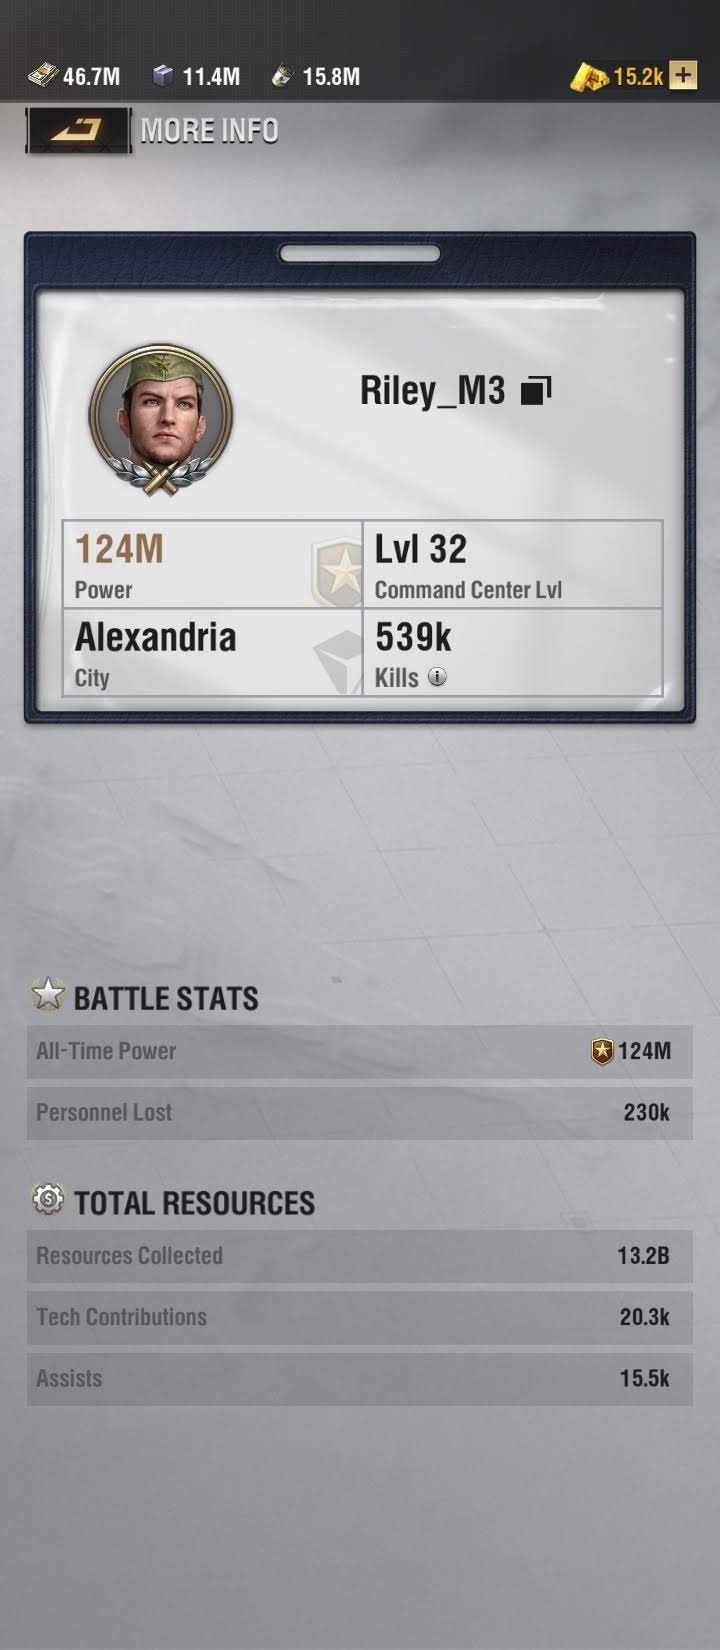 46.7M 11.4M 15.8M 15.2k +
MORE INFO
Riley_M3
124M Lvl 32
Power Command Center Lvl
Alexandria 539k
City Kills i
BATTLE STATS
All-Time Power 124M
Personnel Lost 230k
$ TOTAL RESOURCES
Resources Collected 13.2B
Tech Contributions 20.3k
Assists 15.5k